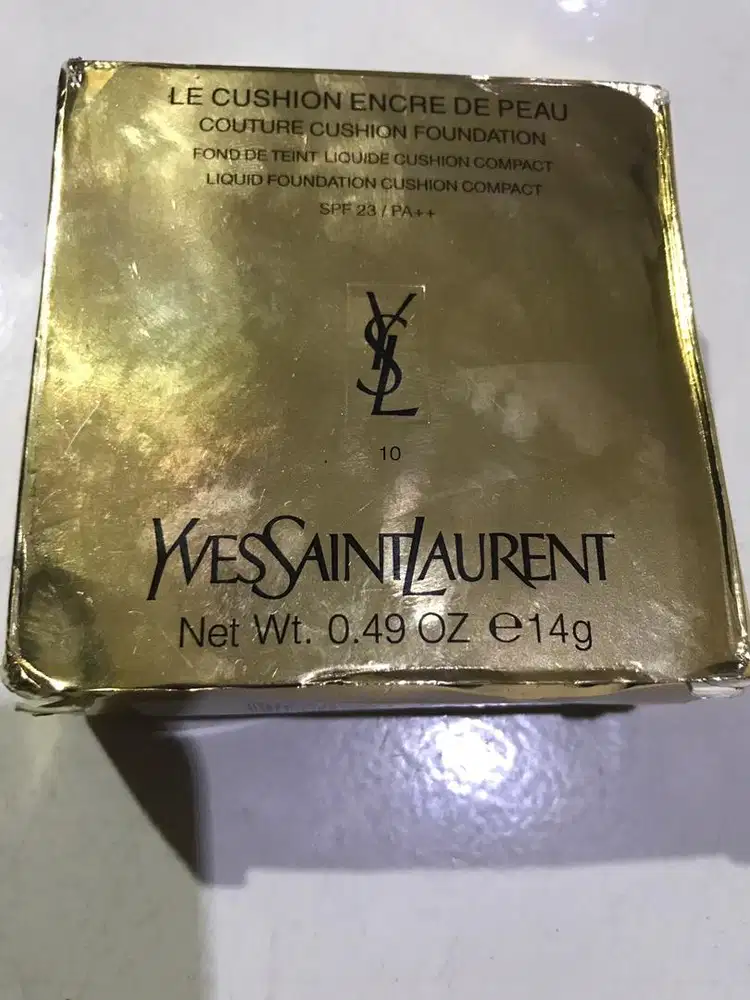 LE CUSHION ENCRE DE PEAU
COUTURE CUSHION FOUNDATION
FOND DE TEINT LIQUIDE CUSHION COMPACT
LIQUID FOUNDATION CUSHION COMPACT
SPF 23 / PA++
YSL
10
YVESSAINTLAURENT
Net Wt. 0.49 OZ ℮14g